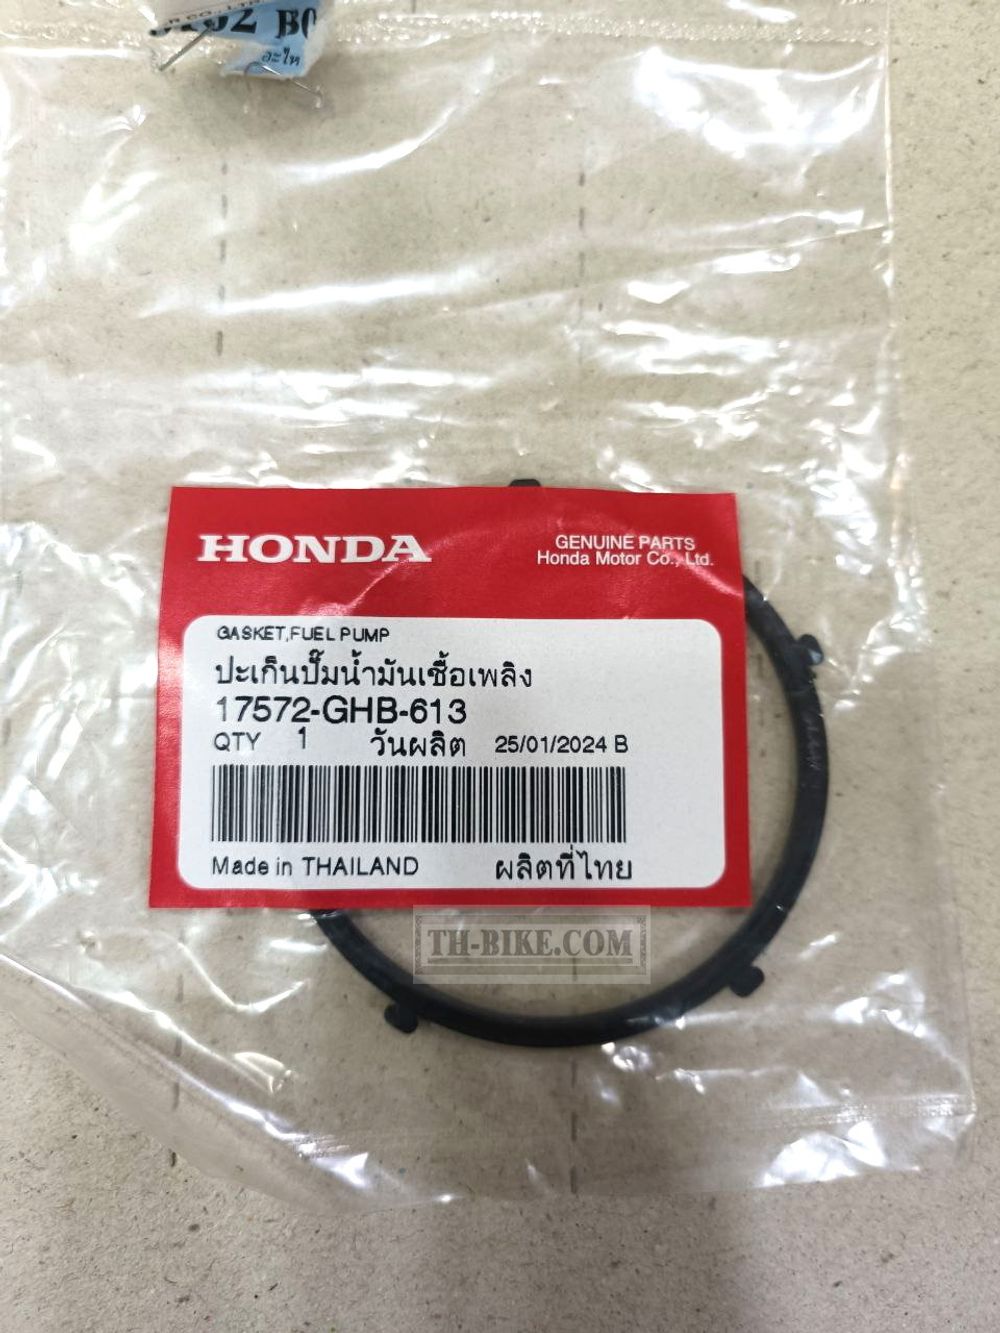 HONDA
GENUINE PARTS
Honda Motor Co., Ltd.
GASKET,FUEL PUMP
ปะเก็นปั๊มน้ำมันเชื้อเพลิง
17572-GHB-613
QTY 1 วันผลิต 25/01/2024 B
Made in THAILAND ผลิตที่ไทย
TH-BIKE.COM